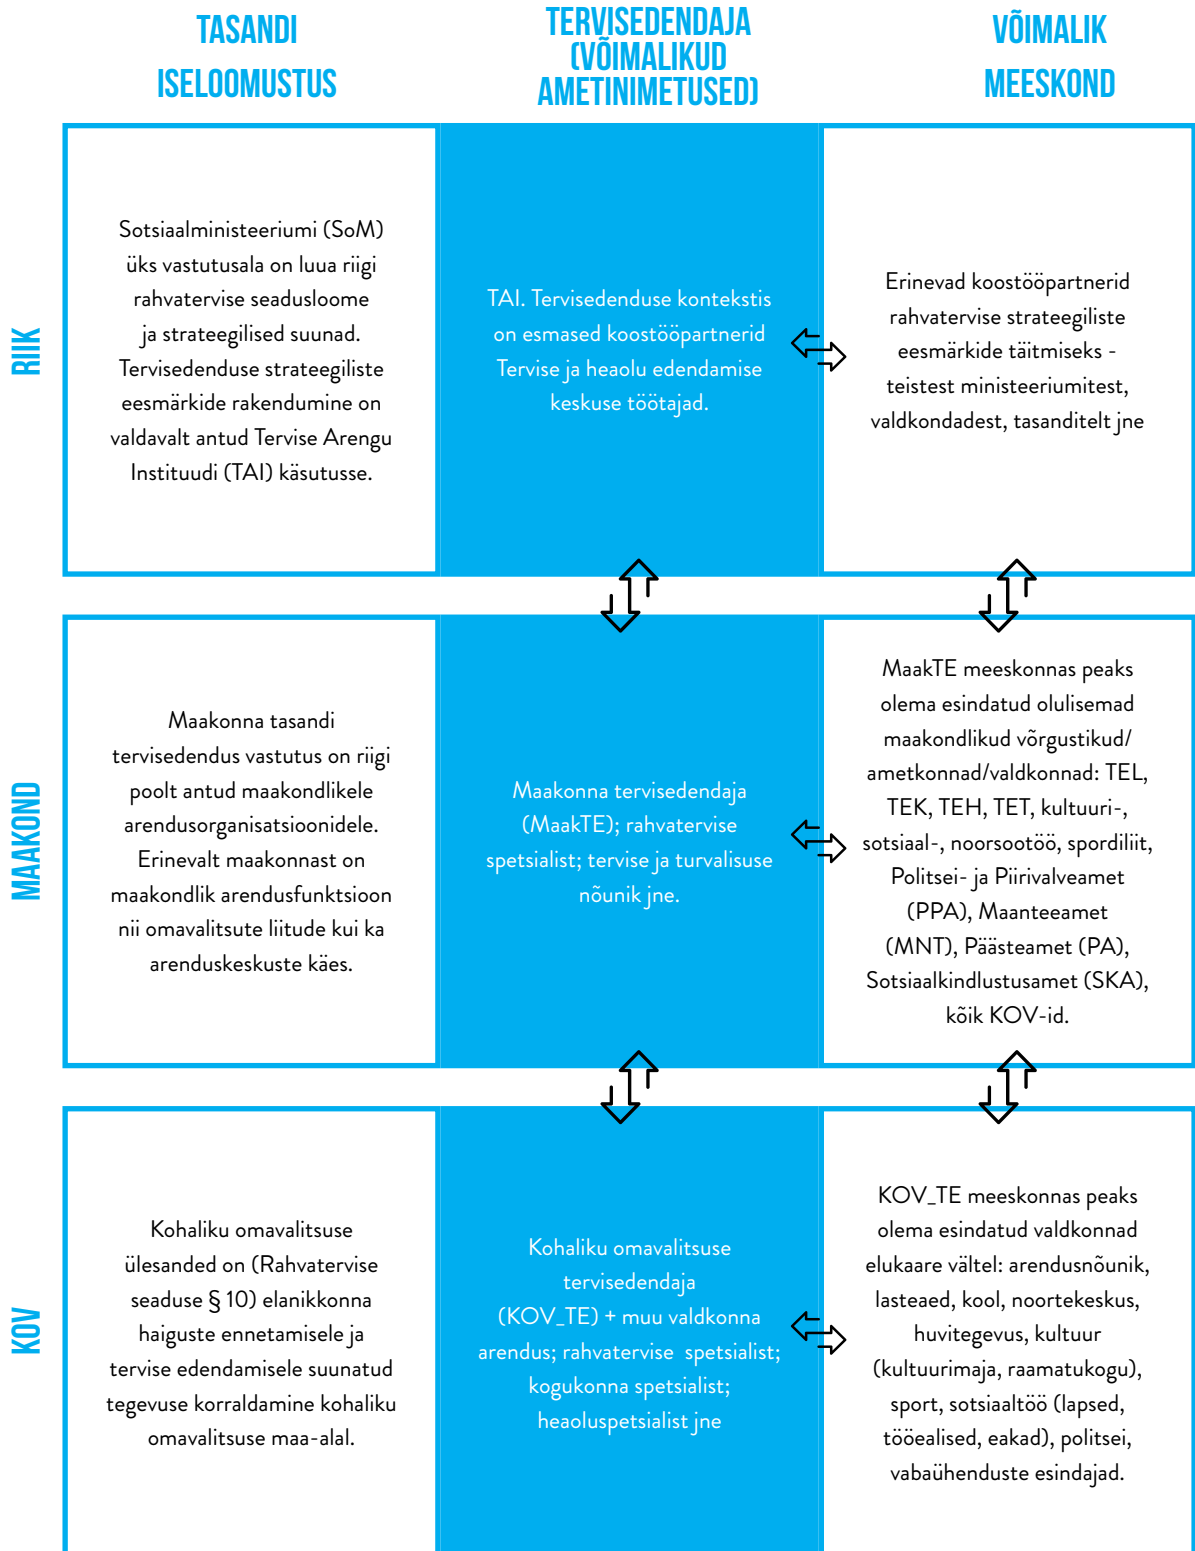 TASANDI
ISELOOMUSTUS
TERVISEDENDAJA
(VÕIMALIKUD
AMETINIMETUSED)
VÕIMALIK
MEESKOND
RIIK
Sotsiaalministeeriumi (SoM)
üks vastutusala on luua riigi
rahvatervise seadusloome
ja strateegilised suunad.
Tervisedenduse strateegiliste
eesmärkide rakendumine on
valdavalt antud Tervise Arengu
Instituudi (TAI) käsutusse.
TAI. Tervisedenduse kontekstis
on esmased koostööpartnerid
Tervise ja heaolu edendamise
keskuse töötajad.
Erinevad koostööpartnerid
rahvatervise strateegiliste
eesmärkide täitmiseks -
teistest ministeeriumitest,
valdkondadest, tasanditelt jne
MAAKOND
Maakonna tasandi
tervisedendus vastutus on riigi
poolt antud maakondlikele
arendusorganisatsioonidele.
Erinevalt maakonnast on
maakondlik arendusfunktsioon
nii omavalitsute liitude kui ka
arenduskeskuste käes.
Maakonna tervisedendaja
(MaakTE); rahvatervise
spetsialist; tervise ja turvalisuse
nõunik jne.
MaakTE meeskonnas peaks
olema esindatud olulisemad
maakondlikud võrgustikud/
ametkonnad/valdkonnad: TEL,
TEK, TEH, TET, kultuuri-,
sotsiaal-, noorsootöö, spordiliit,
Politsei- ja Piirivalveamet
(PPA), Maanteeamet
(MNT), Päästeamet (PA),
Sotsiaalkindlustusamet (SKA),
kõik KOV-id.
KOV
Kohaliku omavalitsuse
ülesanded on (Rahvatervise
seaduse § 10) elanikkonna
haiguste ennetamisele ja
tervise edendamisele suunatud
tegevuse korraldamine kohaliku
omavalitsuse maa-alal.
Kohaliku omavalitsuse
tervisedendaja
(KOV_TE) + muu valdkonna
arendus; rahvatervise spetsialist;
kogukonna spetsialist;
heaoluspetsialist jne
KOV_TE meeskonnas peaks
olema esindatud valdkonnad
elukaare vältel: arendusnõunik,
lasteaed, kool, noortekeskus,
huvitegevus, kultuur
(kultuurimaja, raamatukogu),
sport, sotsiaaltöö (lapsed,
tööealised, eakad), politsei,
vabaühenduste esindajad.